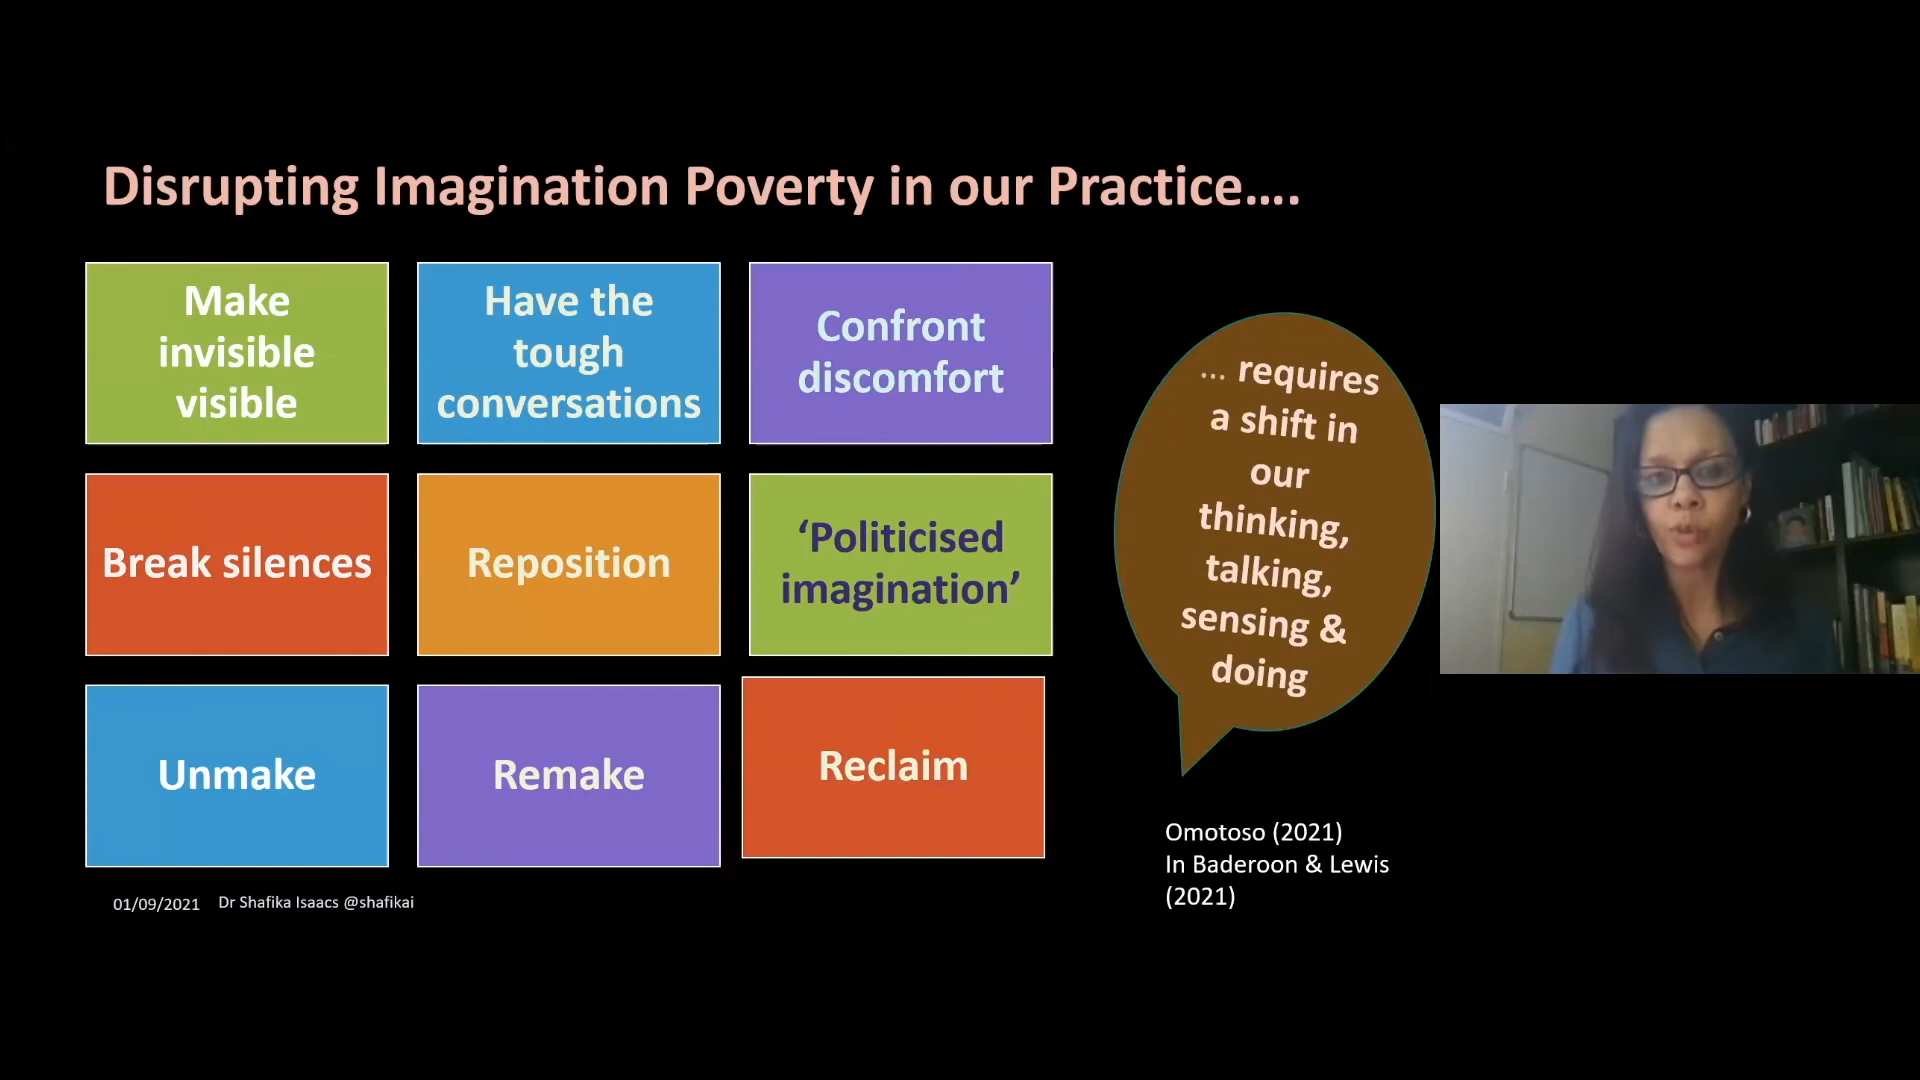 Disrupting Imagination Poverty in our Practice....
Make
invisible
visible
Have the
tough
conversations
Confront
discomfort
Break silences
Reposition
‘Politicised
imagination’
Unmake
Remake
Reclaim
... requires
a shift in
our
thinking,
talking,
sensing &
doing
Omotoso (2021)
In Baderoon & Lewis
(2021)
01/09/2021
Dr Shafika Isaacs @shafikai